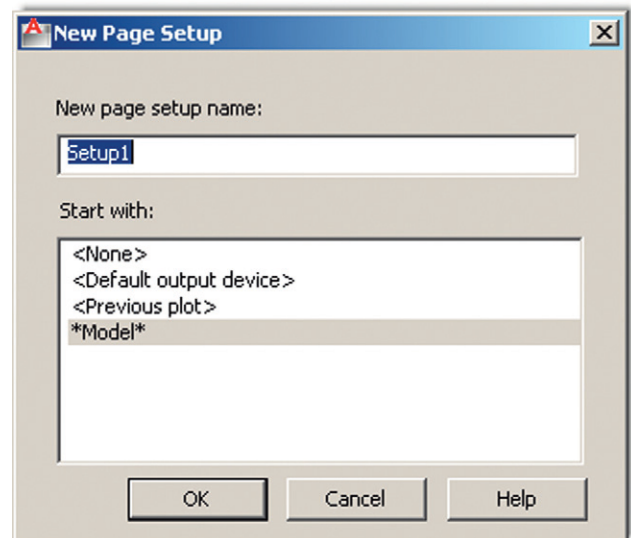 New Page Setup
New page setup name:
Setup1
Start with:
<None>
<Default output device>
<Previous plot>
*Model*
OK Cancel Help